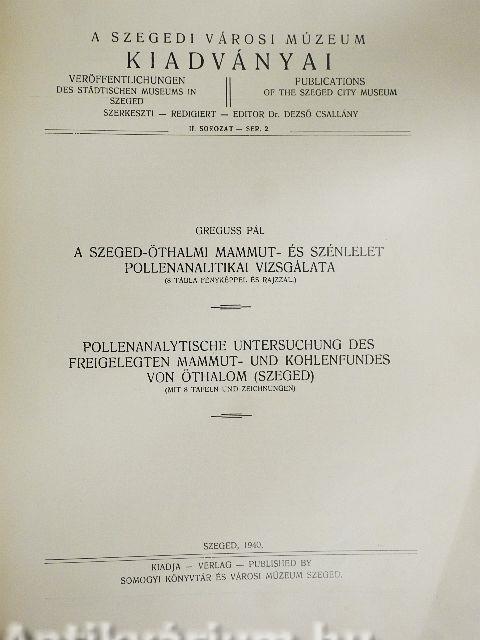 A SZEGEDI VÁROSI MÚZEUM
KIADVÁNYAI
VERÖFFENTLICHUNGEN
DES STÄDTISCHEN MUSEUMS IN
SZEGED
PUBLICATIONS
OF THE SZEGED CITY MUSEUM
SZERKESZTI — REDIGIERT — EDITOR Dr. DEZSŐ CSALLÁNY
II. SOROZAT — SER. 2.
GREGUSS PÁL
A SZEGED-ÖTHALMI MAMMUT- ÉS SZÉNLELET
POLLENANALITIKAI VIZSGÁLATA
(8 TÁBLA FÉNYKÉPPEL ÉS RAJZZAL.)
POLLENANALYTISCHE UNTERSUCHUNG DES
FREIGELEGTEN MAMMUT- UND KOHLENFUNDES
VON ÖTHALOM (SZEGED)
(MIT 8 TAFELN UND ZEICHNUNGEN)
SZEGED, 1940.
KIADJA — VERLAG — PUBLISHED BY
SOMOGYI KÖNYVTÁR ÉS VÁROSI MÚZEUM SZEGED.
Antikvárium.hu